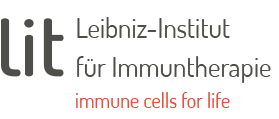 lit Leibniz-Institut
für Immuntherapie
immune cells for life